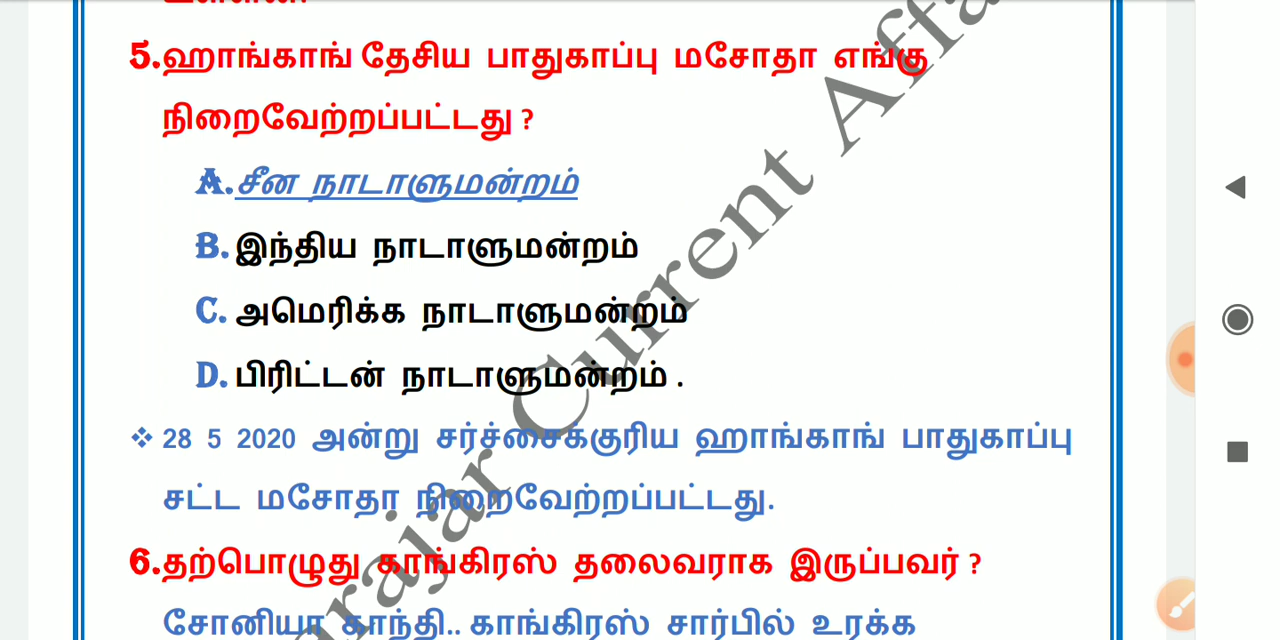 5.ஹாங்காங் தேசிய பாதுகாப்பு மசோதா எங்கு
நிறைவேற்றப்பட்டது ?
A.சீன நாடாளுமன்றம்
B.இந்திய நாடாளுமன்றம்
C.அமெரிக்க நாடாளுமன்றம்
D.பிரிட்டன் நாடாளுமன்றம் .
❖ 28 5 2020 அன்று சர்ச்சைக்குரிய ஹாங்காங் பாதுகாப்பு
சட்ட மசோதா நிறைவேற்றப்பட்டது.
6.தற்பொழுது காங்கிரஸ் தலைவராக இருப்பவர் ?
சோனியா காந்தி.. காங்கிரஸ் சார்பில் உரக்க
Current